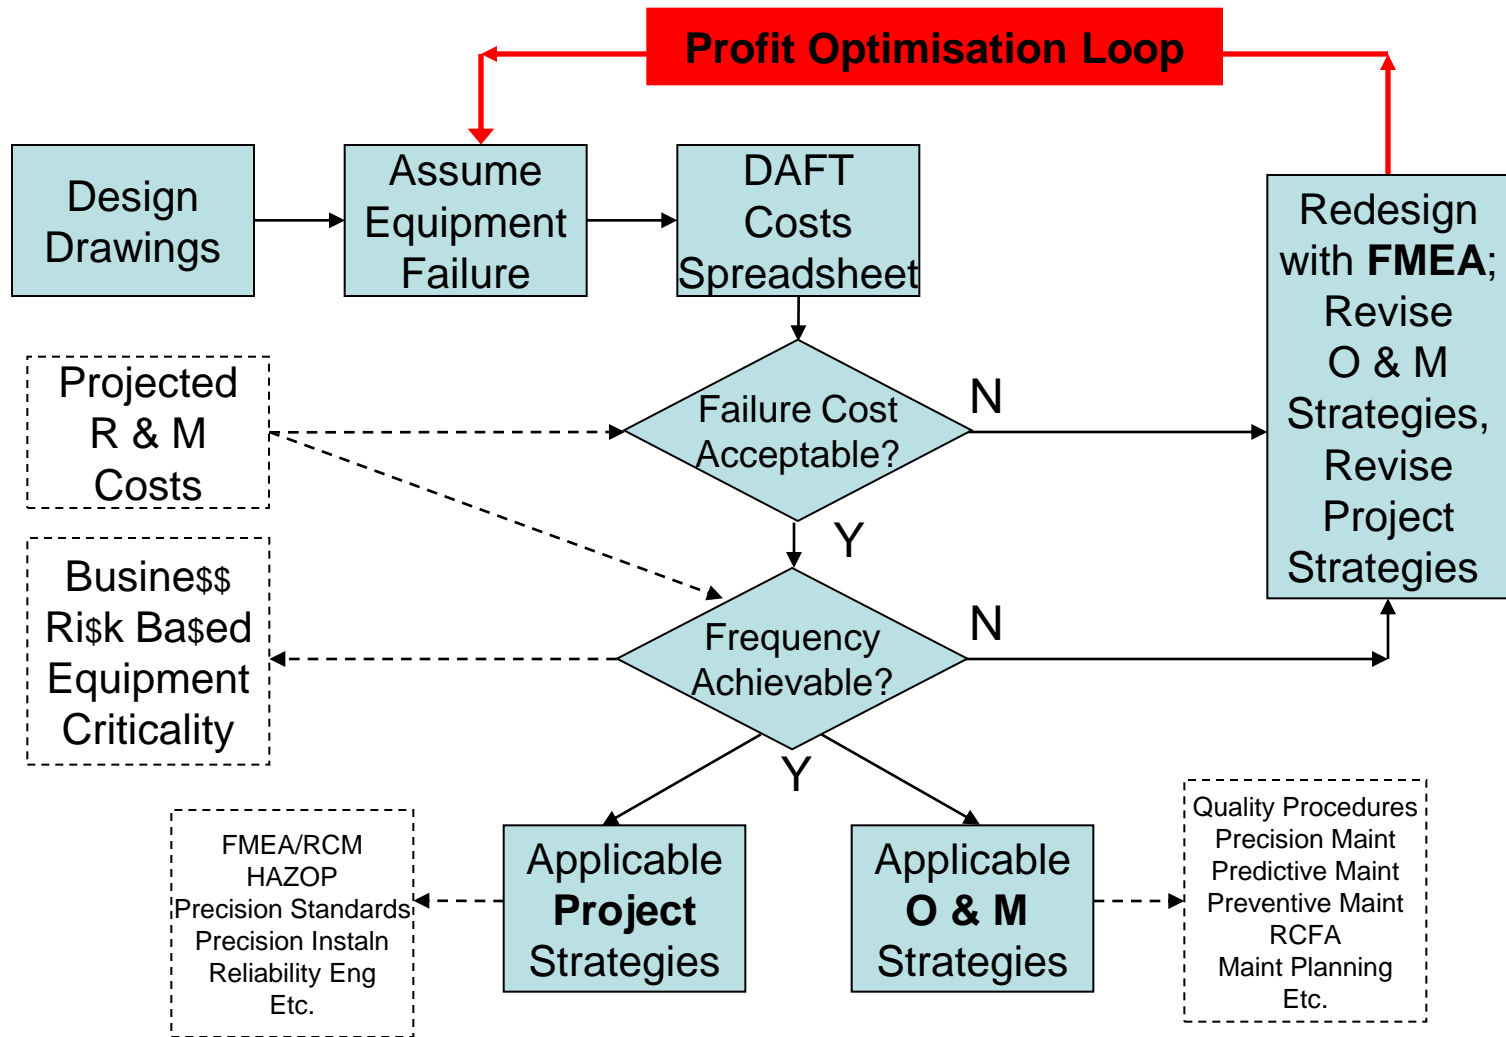 Profit Optimisation Loop
Design
Drawings
Assume
Equipment
Failure
DAFT
Costs
Spreadsheet
Redesign
with FMEA;
Revise
O & M
Strategies,
Revise
Project
Strategies
Projected
R & M
Costs
Failure Cost
Acceptable?
N
Y
Busine$$
Ri$k Ba$ed
Equipment
Criticality
Frequency
Achievable?
N
Y
FMEA/RCM
HAZOP
Precision Standards
Precision Instaln
Reliability Eng
Etc.
Applicable
Project
Strategies
Applicable
O & M
Strategies
Quality Procedures
Precision Maint
Predictive Maint
Preventive Maint
RCFA
Maint Planning
Etc.